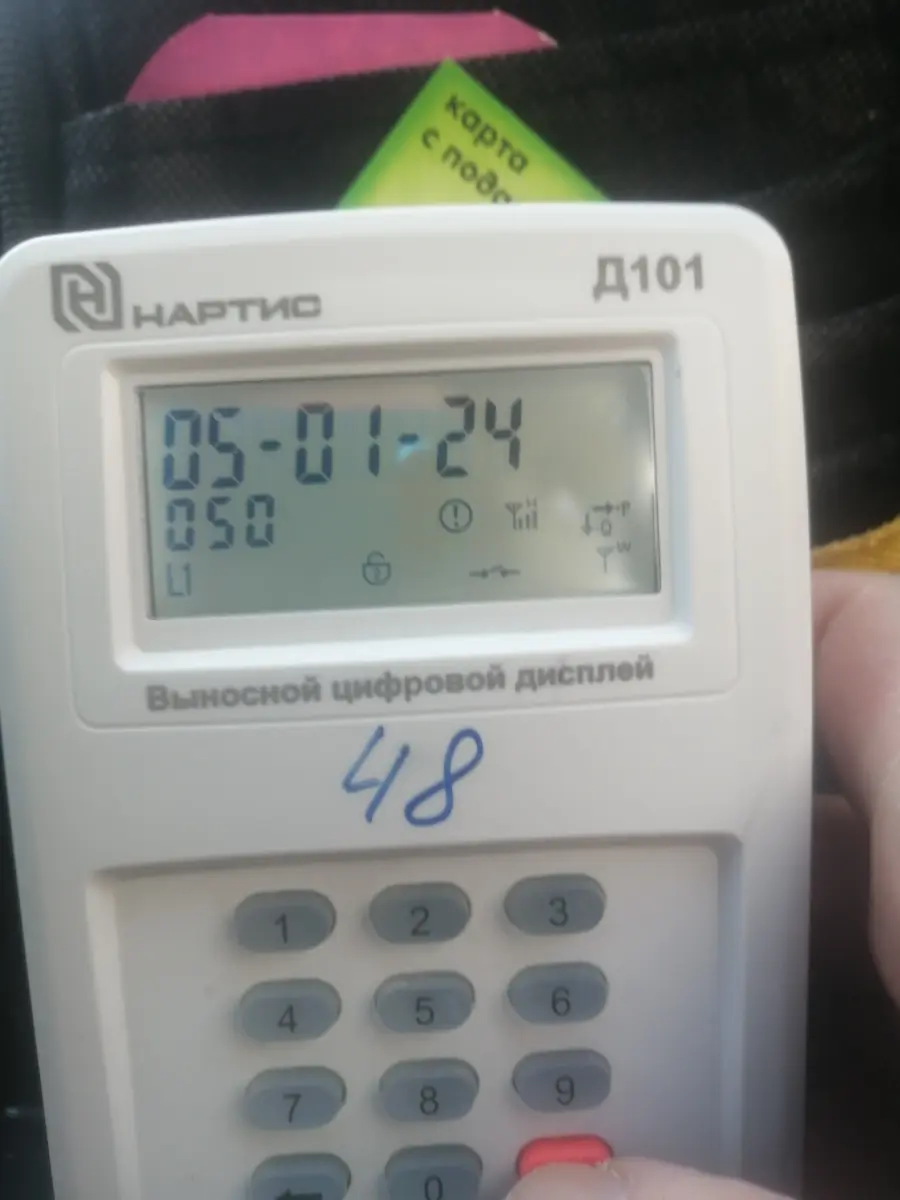 карта
с подо
НАРТИС
Д101
05-01-24
050
L1
P
W
Выносной цифровой дисплей
48
1 2 3
4 5 6
7 8 9
0